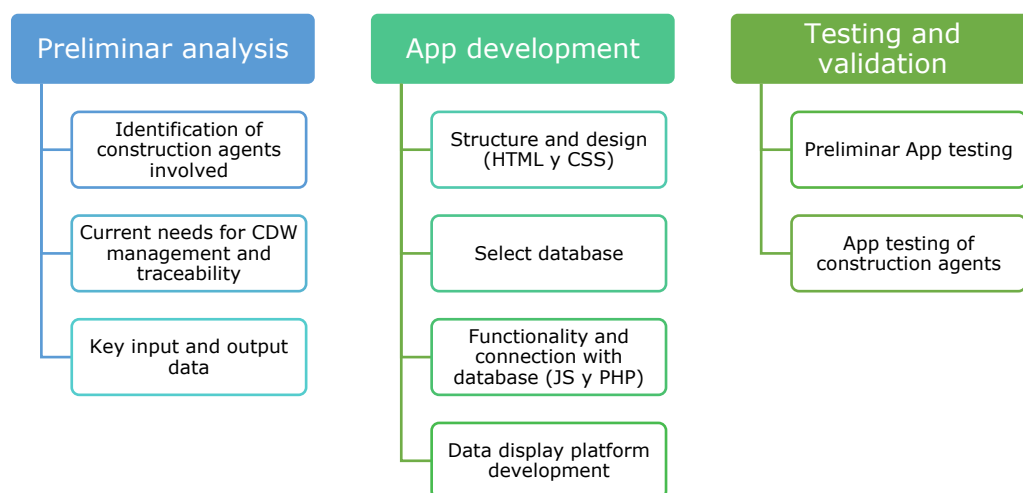 Preliminar analysis
Identification of
construction agents
involved
Current needs for CDW
management and
traceability
Key input and output
data
App development
Structure and design
(HTML y CSS)
Select database
Functionality and
connection with
database (JS y PHP)
Data display platform
development
Testing and
validation
Preliminar App testing
App testing of
construction agents